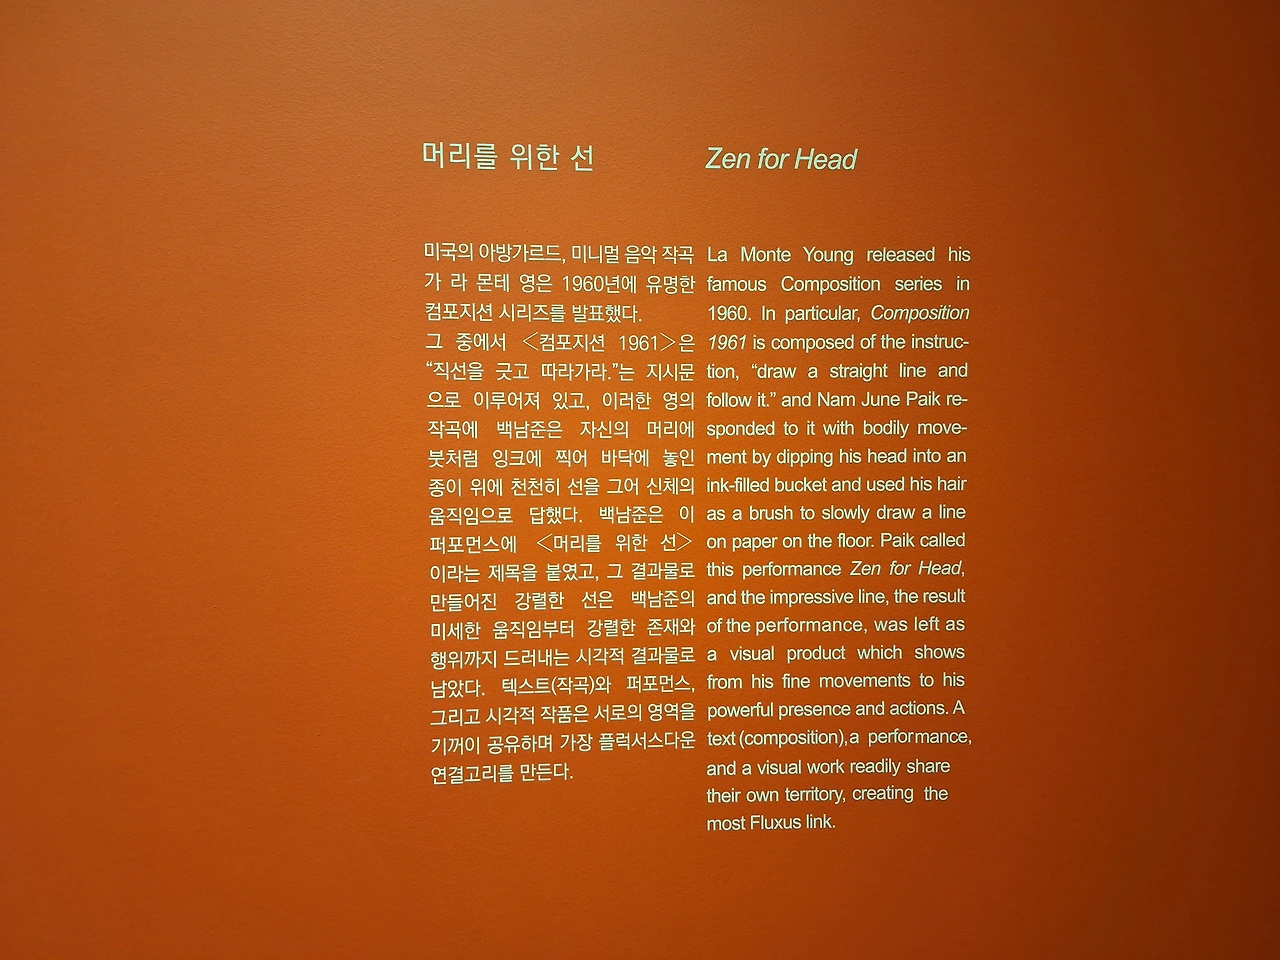 머리를 위한 선
미국의 아방가르드, 미니멀 음악 작곡
가 라 몬테 영은 1960년에 유명한
컴포지션 시리즈를 발표했다.
그 중에서 <컴포지션 1961>은
“직선을 긋고 따라가라.”는 지시문
으로 이루어져 있고, 이러한 영의
작곡에 백남준은 자신의 머리에
붓처럼 잉크에 찍어 바닥에 놓인
종이 위에 천천히 선을 그어 신체의
움직임으로 답했다. 백남준은 이
퍼포먼스에 <머리를 위한 선>
이라는 제목을 붙였고, 그 결과물로
만들어진 강렬한 선은 백남준의
미세한 움직임부터 강렬한 존재와
행위까지 드러내는 시각적 결과물로
남았다. 텍스트(작곡)와 퍼포먼스,
그리고 시각적 작품은 서로의 영역을
기꺼이 공유하며 가장 플럭서스다운
연결고리를 만든다.
Zen for Head
La Monte Young released his
famous Composition series in
1960. In particular, Composition
1961 is composed of the instruc-
tion, “draw a straight line and
follow it.” and Nam June Paik re-
sponded to it with bodily move-
ment by dipping his head into an
ink-filled bucket and used his hair
as a brush to slowly draw a line
on paper on the floor. Paik called
this performance Zen for Head,
and the impressive line, the result
of the performance, was left as
a visual product which shows
from his fine movements to his
powerful presence and actions. A
text (composition),a performance,
and a visual work readily share
their own territory, creating the
most Fluxus link.